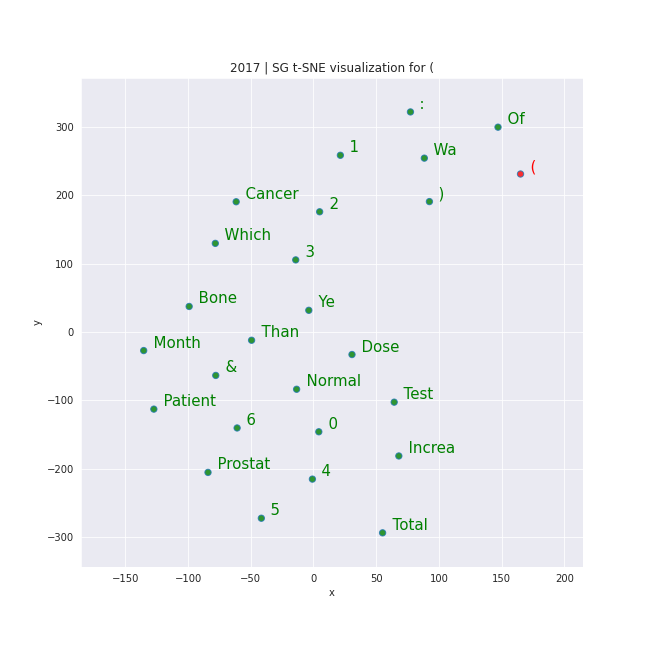 2017 | SG t-SNE visualization for (
:
Of
1
Wa
(
Cancer
)
2
Which
3
Bone
Ye
Than
Month
Dose
&
Normal
Patient
Test
6
0
Increa
Prostat
4
5
Total
300
200
100
0
−100
−200
−300
y
−150
−100
−50
0
50
100
150
200
x